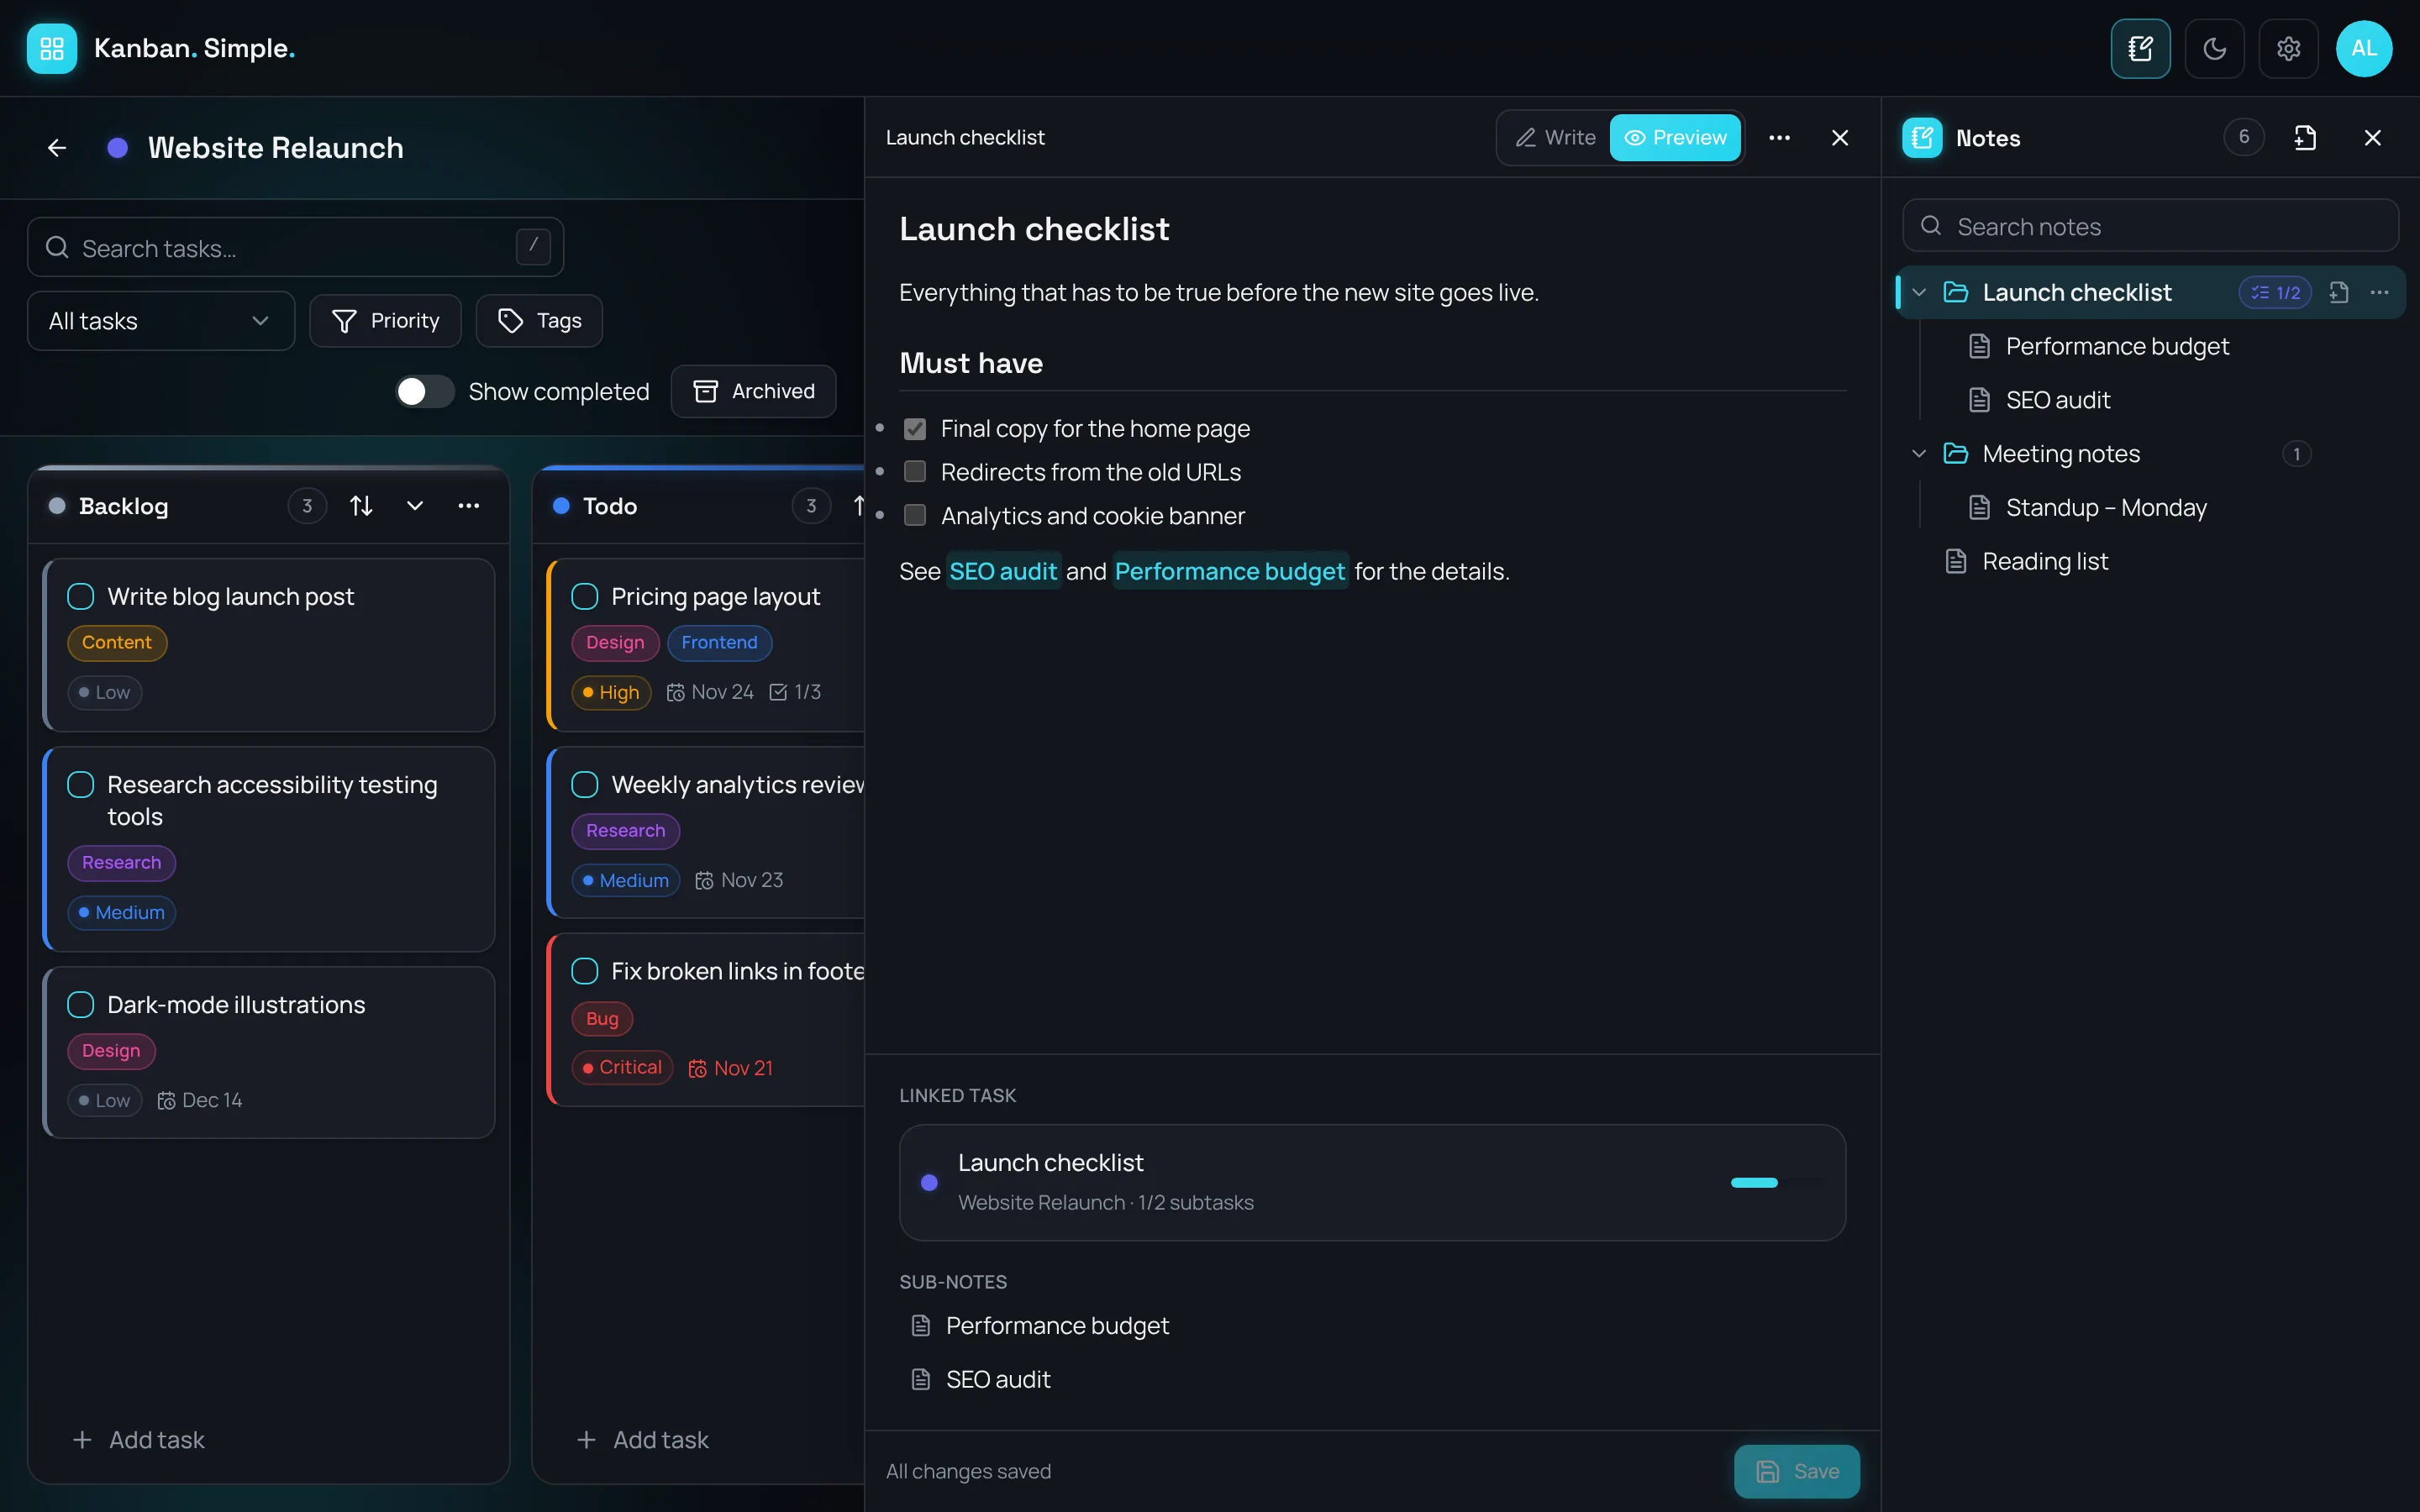 Kanban. Simple.
AL
Website Relaunch
Search tasks...
/
All tasks
Priority
Tags
Show completed
Archived
Backlog
3
Write blog launch post
Content
Low
Research accessibility testing
tools
Research
Medium
Dark-mode illustrations
Design
Low
Dec 14
Add task
Todo
3
Pricing page layout
Design
Frontend
High
Nov 24
1/3
Weekly analytics review
Research
Medium
Nov 23
Fix broken links in foote
Bug
Critical
Nov 21
Add task
Launch checklist
Write
Preview
Launch checklist
Everything that has to be true before the new site goes live.
Must have
Final copy for the home page
Redirects from the old URLs
Analytics and cookie banner
See SEO audit and Performance budget for the details.
LINKED TASK
Launch checklist
Website Relaunch · 1/2 subtasks
SUB-NOTES
Performance budget
SEO audit
All changes saved
Save
Notes
6
Search notes
Launch checklist
1/2
Performance budget
SEO audit
Meeting notes
1
Standup – Monday
Reading list